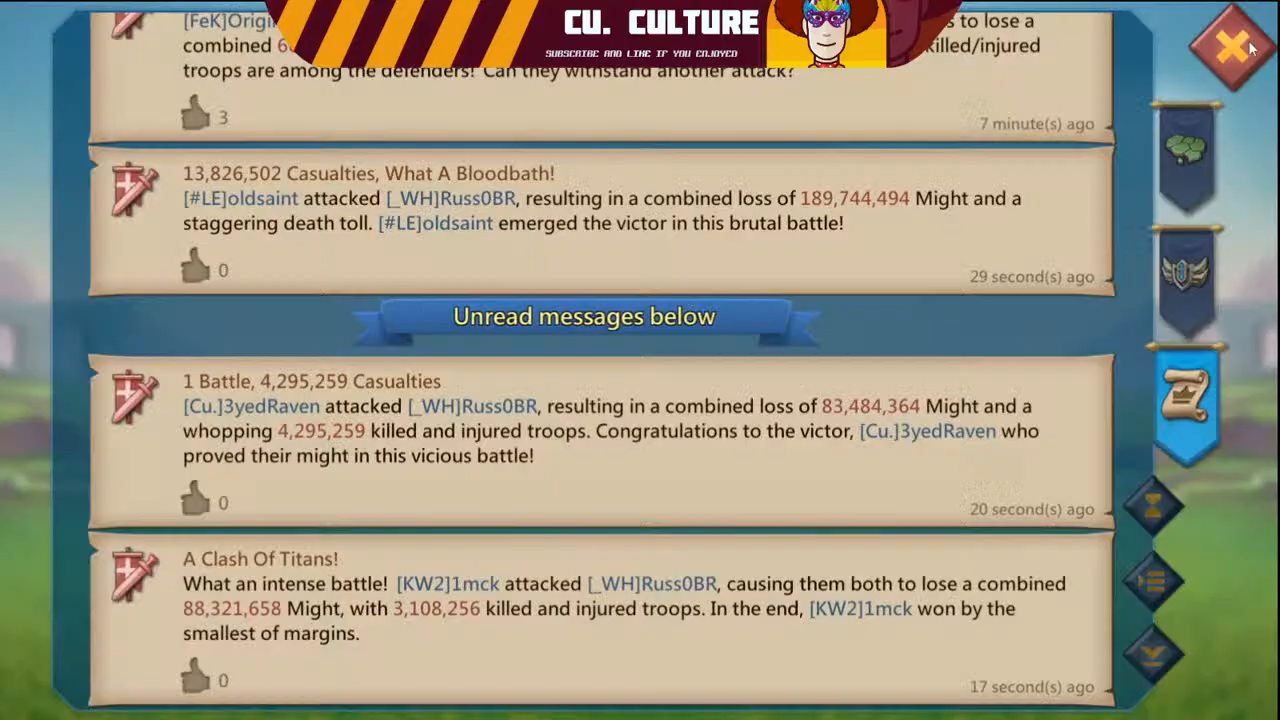 CU. CULTURE
SUBSCRIBE AND LIKE IF YOU ENJOYED
[FeK]Origi s to lose a
combined 6 killed/injured
troops are among the defenders! Can they withstand another attack?
3
7 minute(s) ago
13,826,502 Casualties, What A Bloodbath!
[#LE]oldsaint attacked [_WH]Russ0BR, resulting in a combined loss of 189,744,494 Might and a
staggering death toll. [#LE]oldsaint emerged the victor in this brutal battle!
0
29 second(s) ago
Unread messages below
1 Battle, 4,295,259 Casualties
[Cu.]3yedRaven attacked [_WH]Russ0BR, resulting in a combined loss of 83,484,364 Might and a
whopping 4,295,259 killed and injured troops. Congratulations to the victor, [Cu.]3yedRaven who
proved their might in this vicious battle!
0
20 second(s) ago
A Clash Of Titans!
What an intense battle! [KW2]1mck attacked [_WH]Russ0BR, causing them both to lose a combined
88,321,658 Might, with 3,108,256 killed and injured troops. In the end, [KW2]1mck won by the
smallest of margins.
0
17 second(s) ago